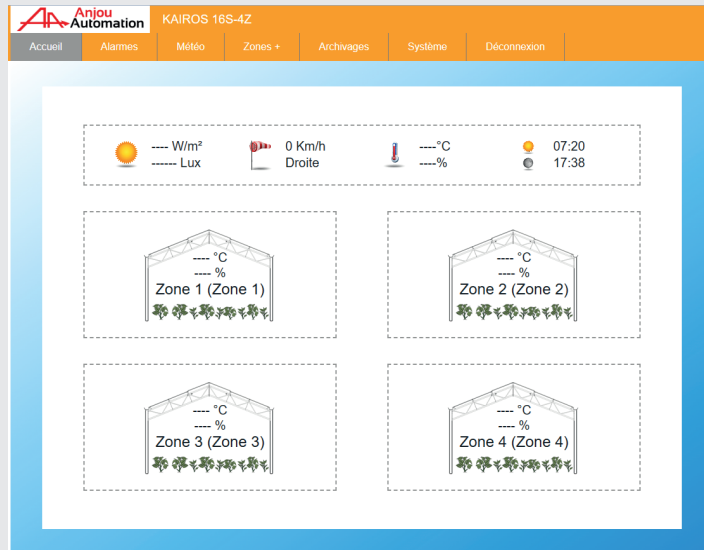 Anjou
Automation
KAIROS 16S-4Z
Accueil Alarmes Météo Zones + Archivages Système Déconnexion
---- W/m² 0 Km/h ----°C 07:20
------ Lux Droite ----% 17:38
---- °C
---- %
Zone 1 (Zone 1)
---- °C
---- %
Zone 2 (Zone 2)
---- °C
---- %
Zone 3 (Zone 3)
---- °C
---- %
Zone 4 (Zone 4)